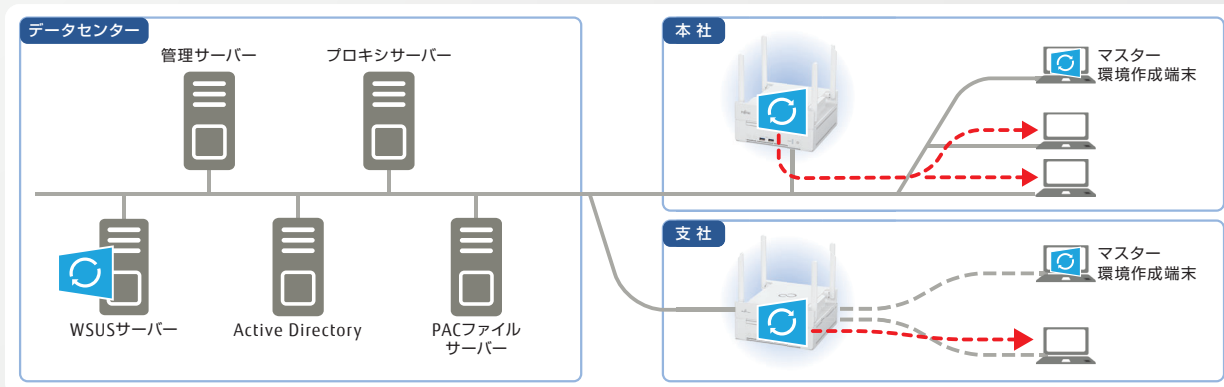 データセンター
管理サーバー
プロキシサーバー
WSUSサーバー
Active Directory
PACファイル
サーバー
本 社
マスター
環境作成端末
支 社
マスター
環境作成端末